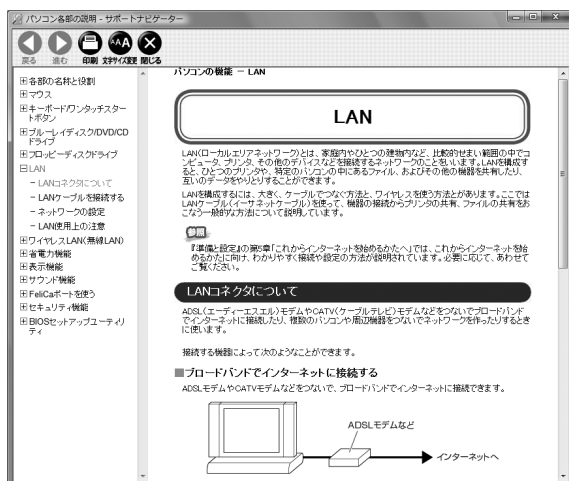 パソコン各部の説明 - サポートナビゲーター
戻る 進む 印刷 文字サイズ変更 閉じる
各部の名称と役割
マウス
キーボード/ワンタッチスター
トボタン
ブルーレイディスク/DVD/CD
ドライブ
フロッピーディスクドライブ
LAN
- LANコネクタについて
- LANケーブルを接続する
- ネットワークの設定
- LAN使用上の注意
ワイヤレスLAN(無線LAN)
省電力機能
表示機能
サウンド機能
FeliCaポートを使う
セキュリティ機能
BIOSセットアップユーティリ
ティ
パソコンの機能 - LAN
LAN
LAN(ローカルエリアネットワーク)とは、家庭内やひとつの建物内など、比較的せまい範囲の中でコ
ンピュータ、プリンタ、その他のデバイスなどを接続するネットワークのことをいいます。LANを構成す
ると、ひとつのプリンタや、特定のパソコンの中にあるファイル、およびその他の機器を共有したり、
互いのデータをやりとりすることができます。
LANを構成するには、大きく、ケーブルでつなぐ方法と、ワイヤレスを使う方法とがあります。ここでは
LANケーブル(イーサネットケーブル)を使って、機器の接続からプリンタの共有、ファイルの共有をお
こなう一般的な方法について説明しています。
『準備と設定』の第5章「これからインターネットを始めるかたへ」では、これからインターネットを始
めるかたに向け、わかりやすく接続や設定の方法が説明されています。必要に応じて、あわせて
ご覧ください。
LANコネクタについて
ADSL(エーディーエスエル)モデムやCATV(ケーブルテレビ)モデムなどをつないでブロードバンド
でインターネットに接続したり、複数のパソコンや周辺機器をつないでネットワークを作ったりするとき
に使います。
接続する機器によって次のようなことができます。
■ブロードバンドでインターネットに接続する
ADSLモデムやCATVモデムなどをつないで、ブロードバンドでインターネットに接続できます。
ADSLモデムなど
インターネットへ